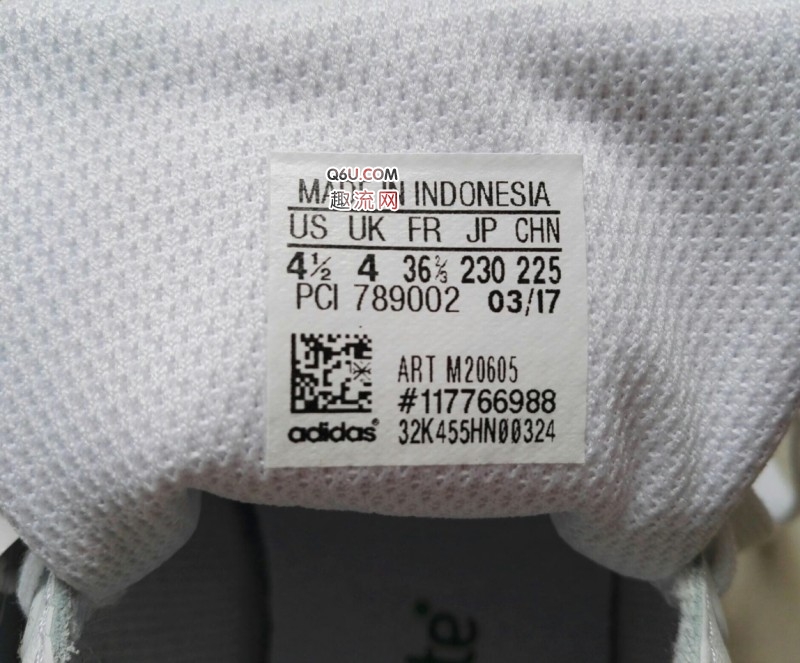 Q6U.COM
趣流网
MADE IN INDONESIA
US UK FR JP CHN
4½ 4 36⅔ 230 225
PCI 789002 03/17
ART M20605
#117766988
adidas® 32K455HN00324
te